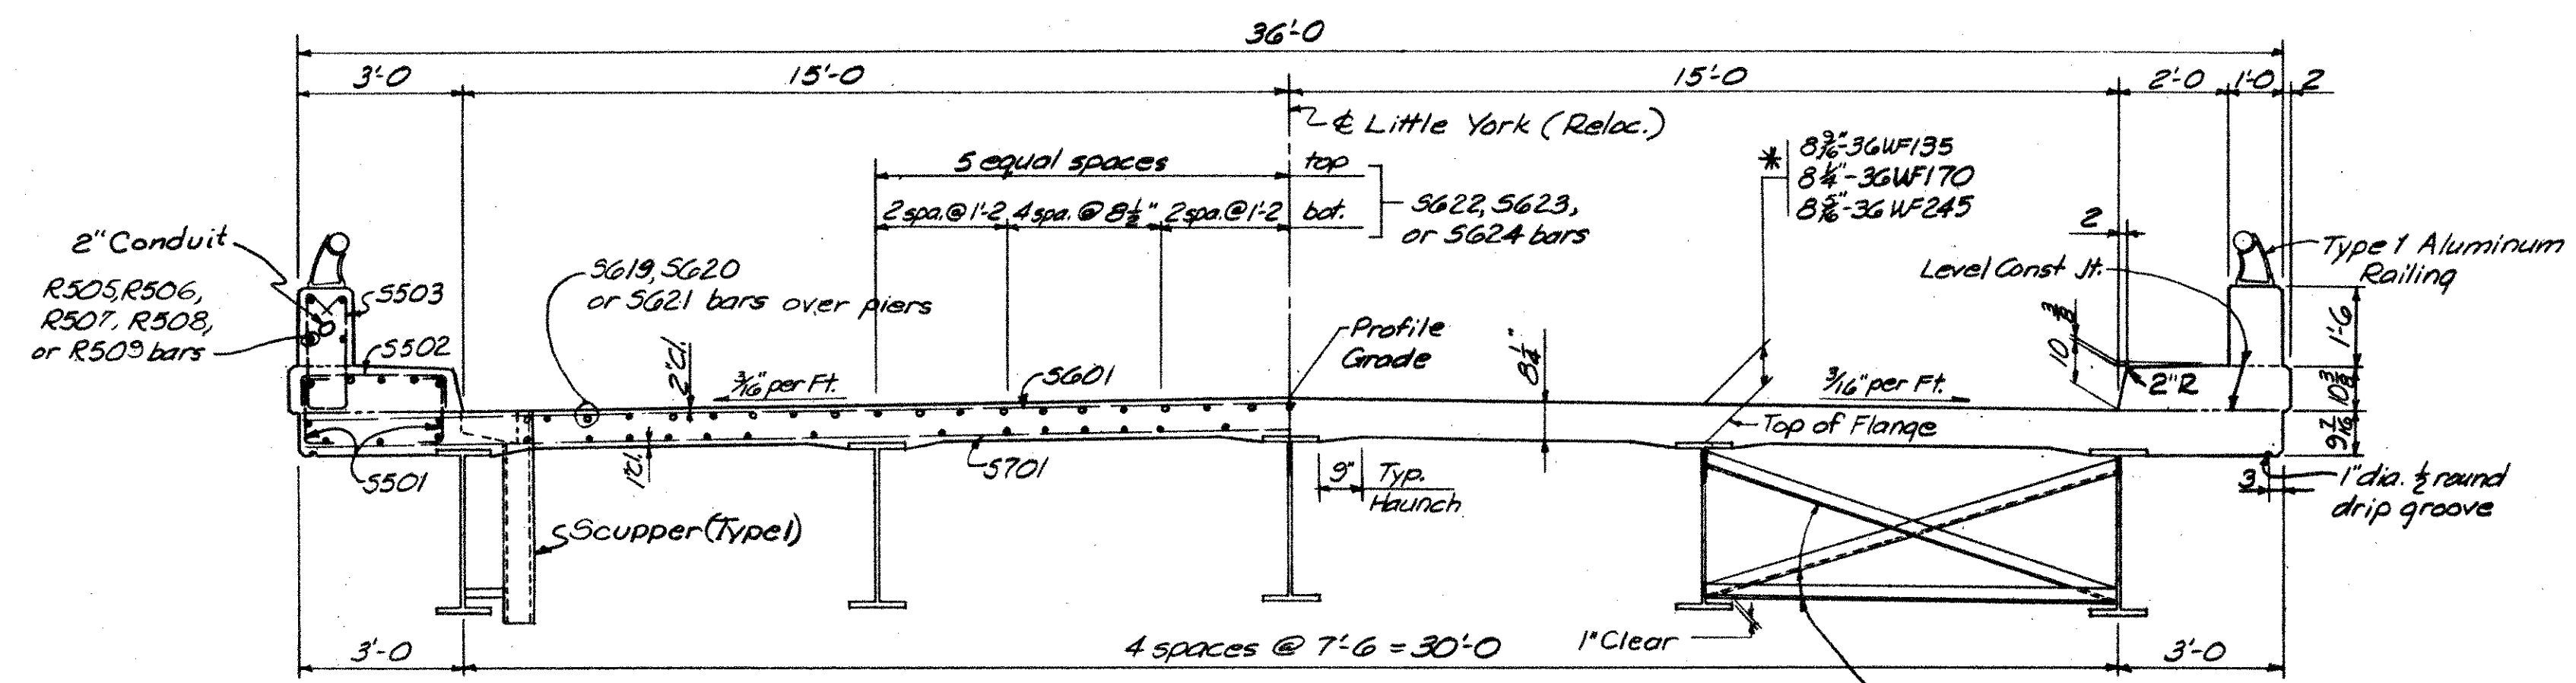 36'-0
3'-0
15'-0
15'-0
2'-0
1'-0
2
℄ Little York (Reloc.)
5 equal spaces
top
2 spa.@1'-2
4 spa.@8½"
2 spa.@1'-2
bot.
S622, S623,
or S624 bars
* 8 9/16"-36WF135
8¼"-36WF170
8 5/16"-36WF245
2
2" Conduit
R505, R506,
R507, R508,
or R509 bars
S503
S502
S501
S619, S620
or S621 bars over piers
2"cl.
3/16" per Ft.
S601
Profile
Grade
8¼"
3/16" per Ft.
Level Const Jt.
3/8
10
2"R
Type 1 Aluminum
Railing
1'-6
10 3/8
9 7/16
Top of Flange
1"cl.
S701
9"
Typ.
Haunch
3
1" dia. ½ round
drip groove
Scupper (Type 1)
1" Clear
3'-0
4 spaces @ 7'-6 = 30'-0
3'-0